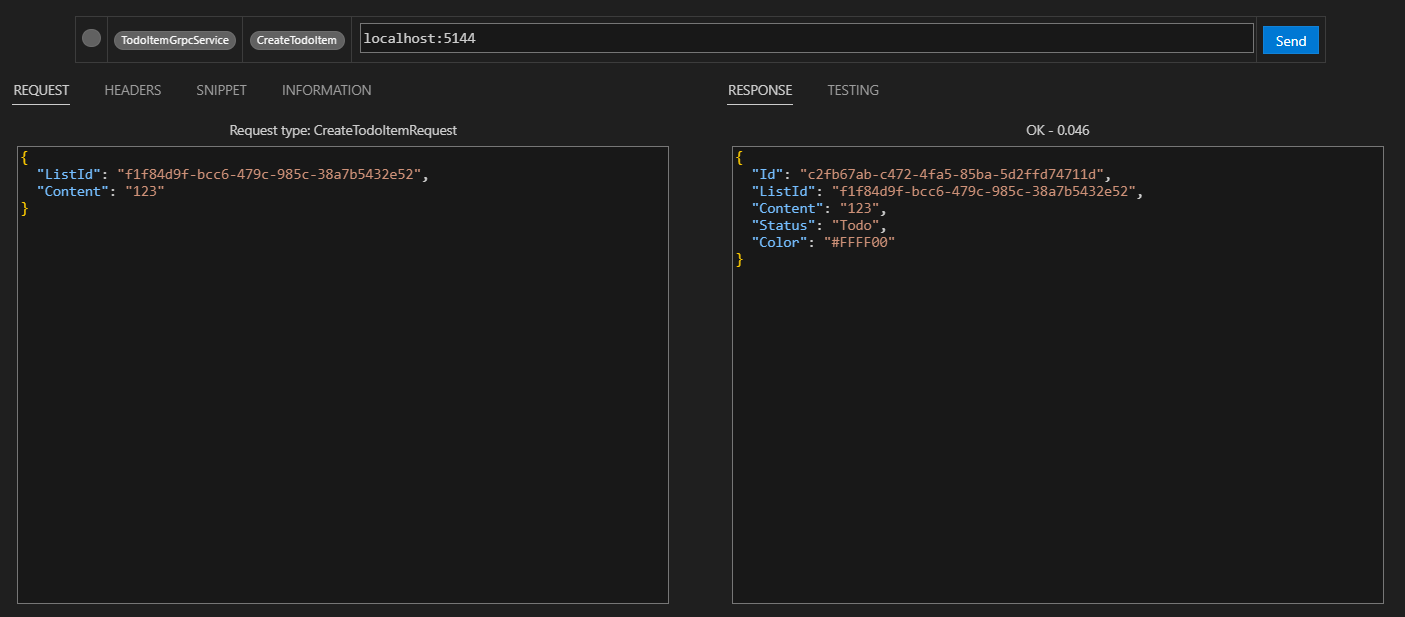 TodoItemGrpcService CreateTodoItem localhost:5144 Send
REQUEST HEADERS SNIPPET INFORMATION
Request type: CreateTodoItemRequest
{
"ListId": "f1f84d9f-bcc6-479c-985c-38a7b5432e52",
"Content": "123"
}
RESPONSE TESTING
OK - 0.046
{
"Id": "c2fb67ab-c472-4fa5-85ba-5d2ffd74711d",
"ListId": "f1f84d9f-bcc6-479c-985c-38a7b5432e52",
"Content": "123",
"Status": "Todo",
"Color": "#FFFF00"
}